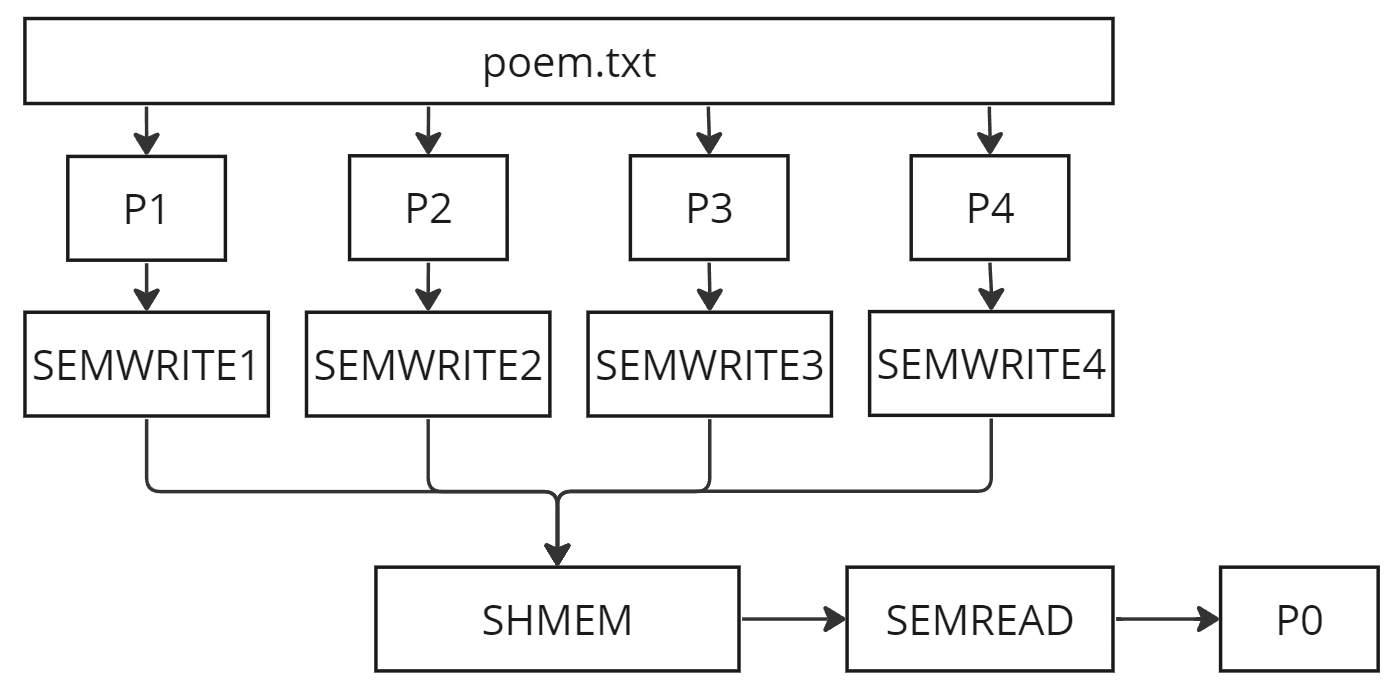 poem.txt
P1
P2
P3
P4
SEMWRITE1
SEMWRITE2
SEMWRITE3
SEMWRITE4
SHMEM
SEMREAD
P0